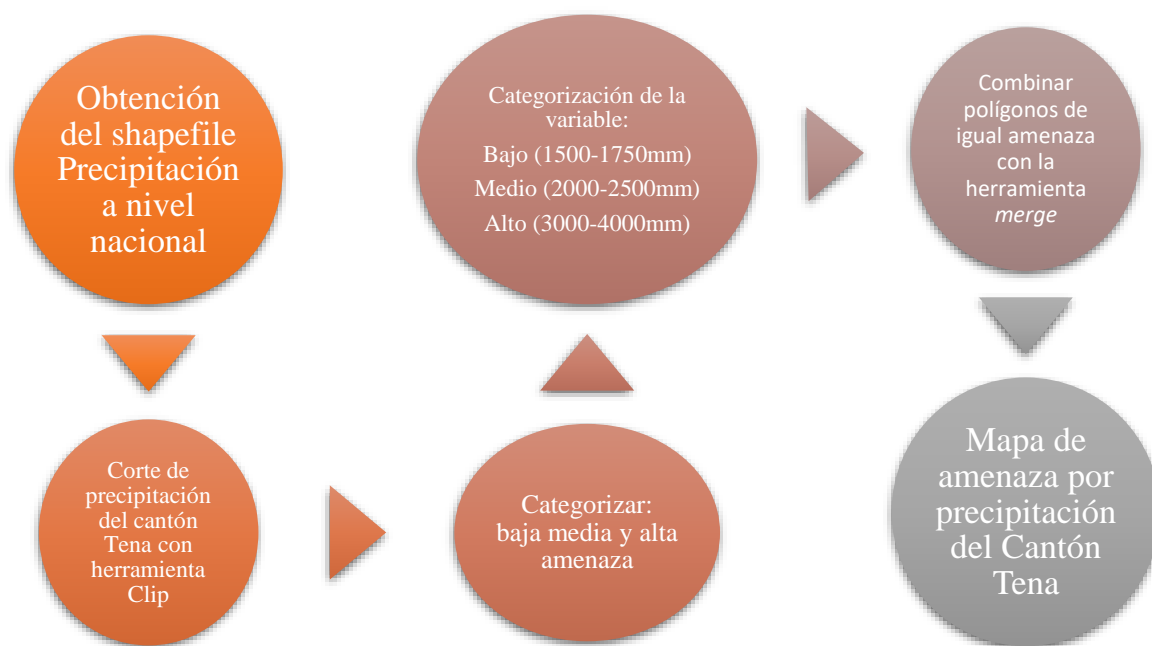 Obtención
del shapefile
Precipitación
a nivel
nacional
Corte de
precipitación
del cantón
Tena con
herramienta
Clip
Categorizar:
baja media y alta
amenaza
Categorización de la
variable:
Bajo (1500-1750mm)
Medio (2000-2500mm)
Alto (3000-4000mm)
Combinar
polígonos de
igual amenaza
con la
herramienta
merge
Mapa de
amenaza por
precipitación
del Cantón
Tena